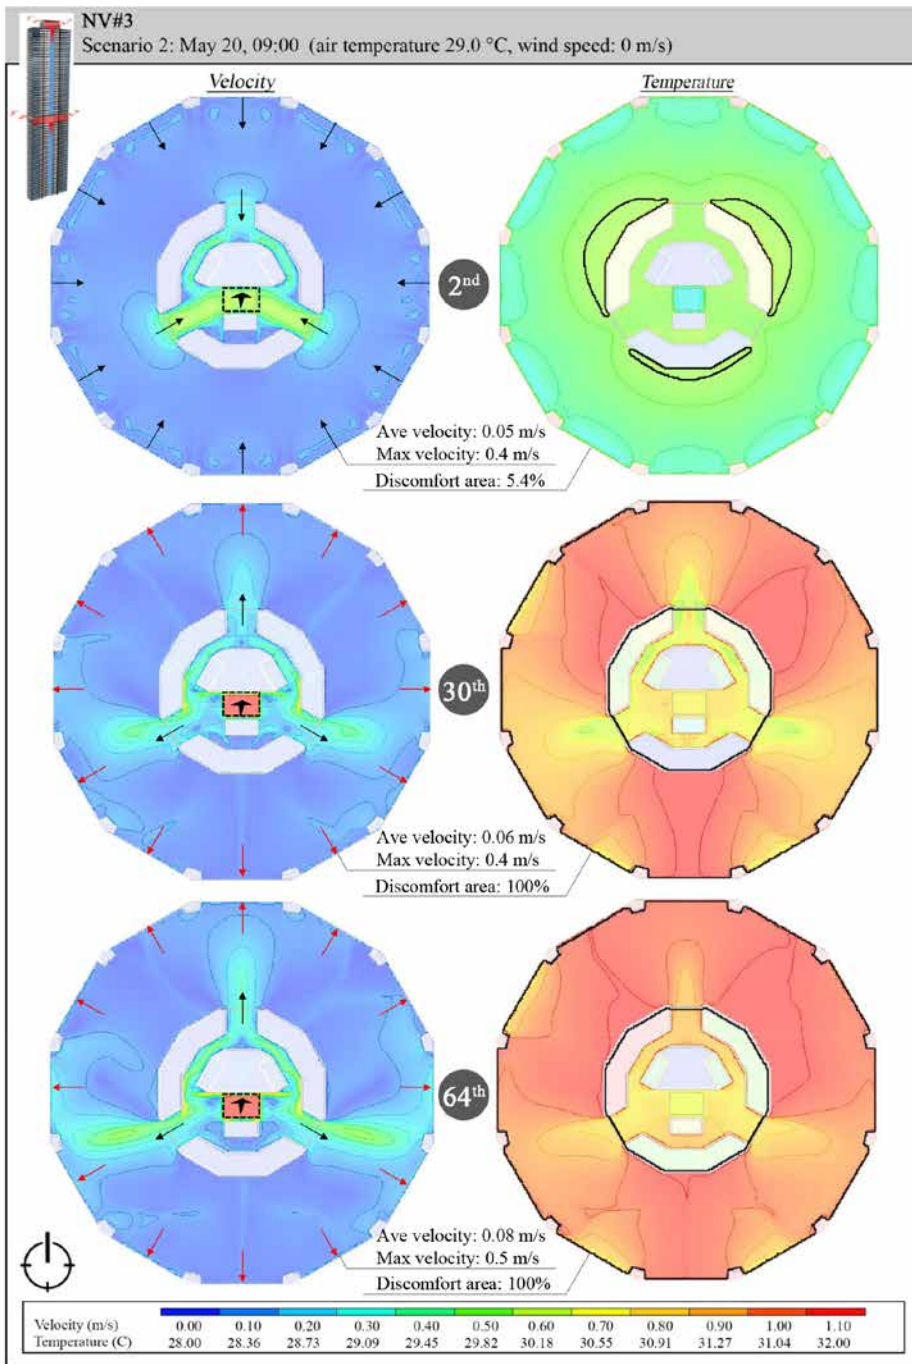 NV#3
Scenario 2: May 20, 09:00 (air temperature 29.0 °C, wind speed: 0 m/s)
Velocity
Temperature
2nd
Ave velocity: 0.05 m/s
Max velocity: 0.4 m/s
Discomfort area: 5.4%
30th
Ave velocity: 0.06 m/s
Max velocity: 0.4 m/s
Discomfort area: 100%
64th
Ave velocity: 0.08 m/s
Max velocity: 0.5 m/s
Discomfort area: 100%
Velocity (m/s) 0.00 0.10 0.20 0.30 0.40 0.50 0.60 0.70 0.80 0.90 1.00 1.10
Temperature (C) 28.00 28.36 28.73 29.09 29.45 29.82 30.18 30.55 30.91 31.27 31.04 32.00